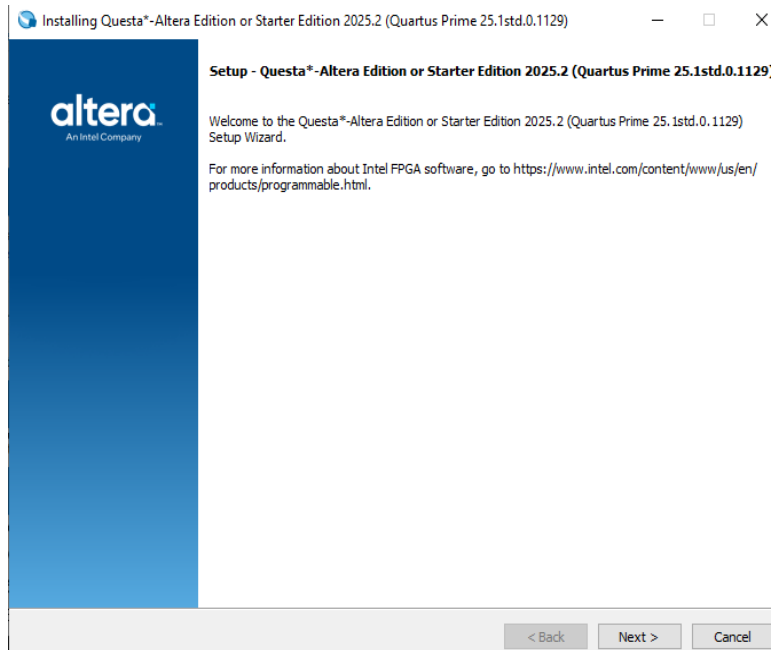 Installing Questa*-Altera Edition or Starter Edition 2025.2 (Quartus Prime 25.1std.0.1129)
altera.
An Intel Company
Setup - Questa*-Altera Edition or Starter Edition 2025.2 (Quartus Prime 25.1std.0.1129)
Welcome to the Questa*-Altera Edition or Starter Edition 2025.2 (Quartus Prime 25.1std.0.1129)
Setup Wizard.
For more information about Intel FPGA software, go to https://www.intel.com/content/www/us/en/
products/programmable.html.
< Back
Next >
Cancel